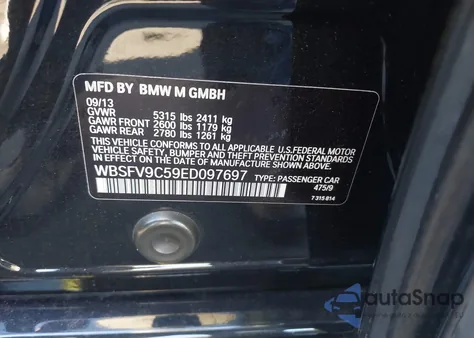 MFD BY BMW M GMBH
09/13
GVWR 5315 lbs 2411 kg
GAWR FRONT 2600 lbs 1179 kg
GAWR REAR 2780 lbs 1261 kg
THIS VEHICLE CONFORMS TO ALL APPLICABLE U.S. FEDERAL MOTOR
VEHICLE SAFETY, BUMPER AND THEFT PREVENTION STANDARDS
IN EFFECT ON THE DATE OF MANUFACTURE SHOWN ABOVE.
WBSFV9C59ED097697 TYPE: PASSENGER CAR
475/9
7 315 814
autoSnap